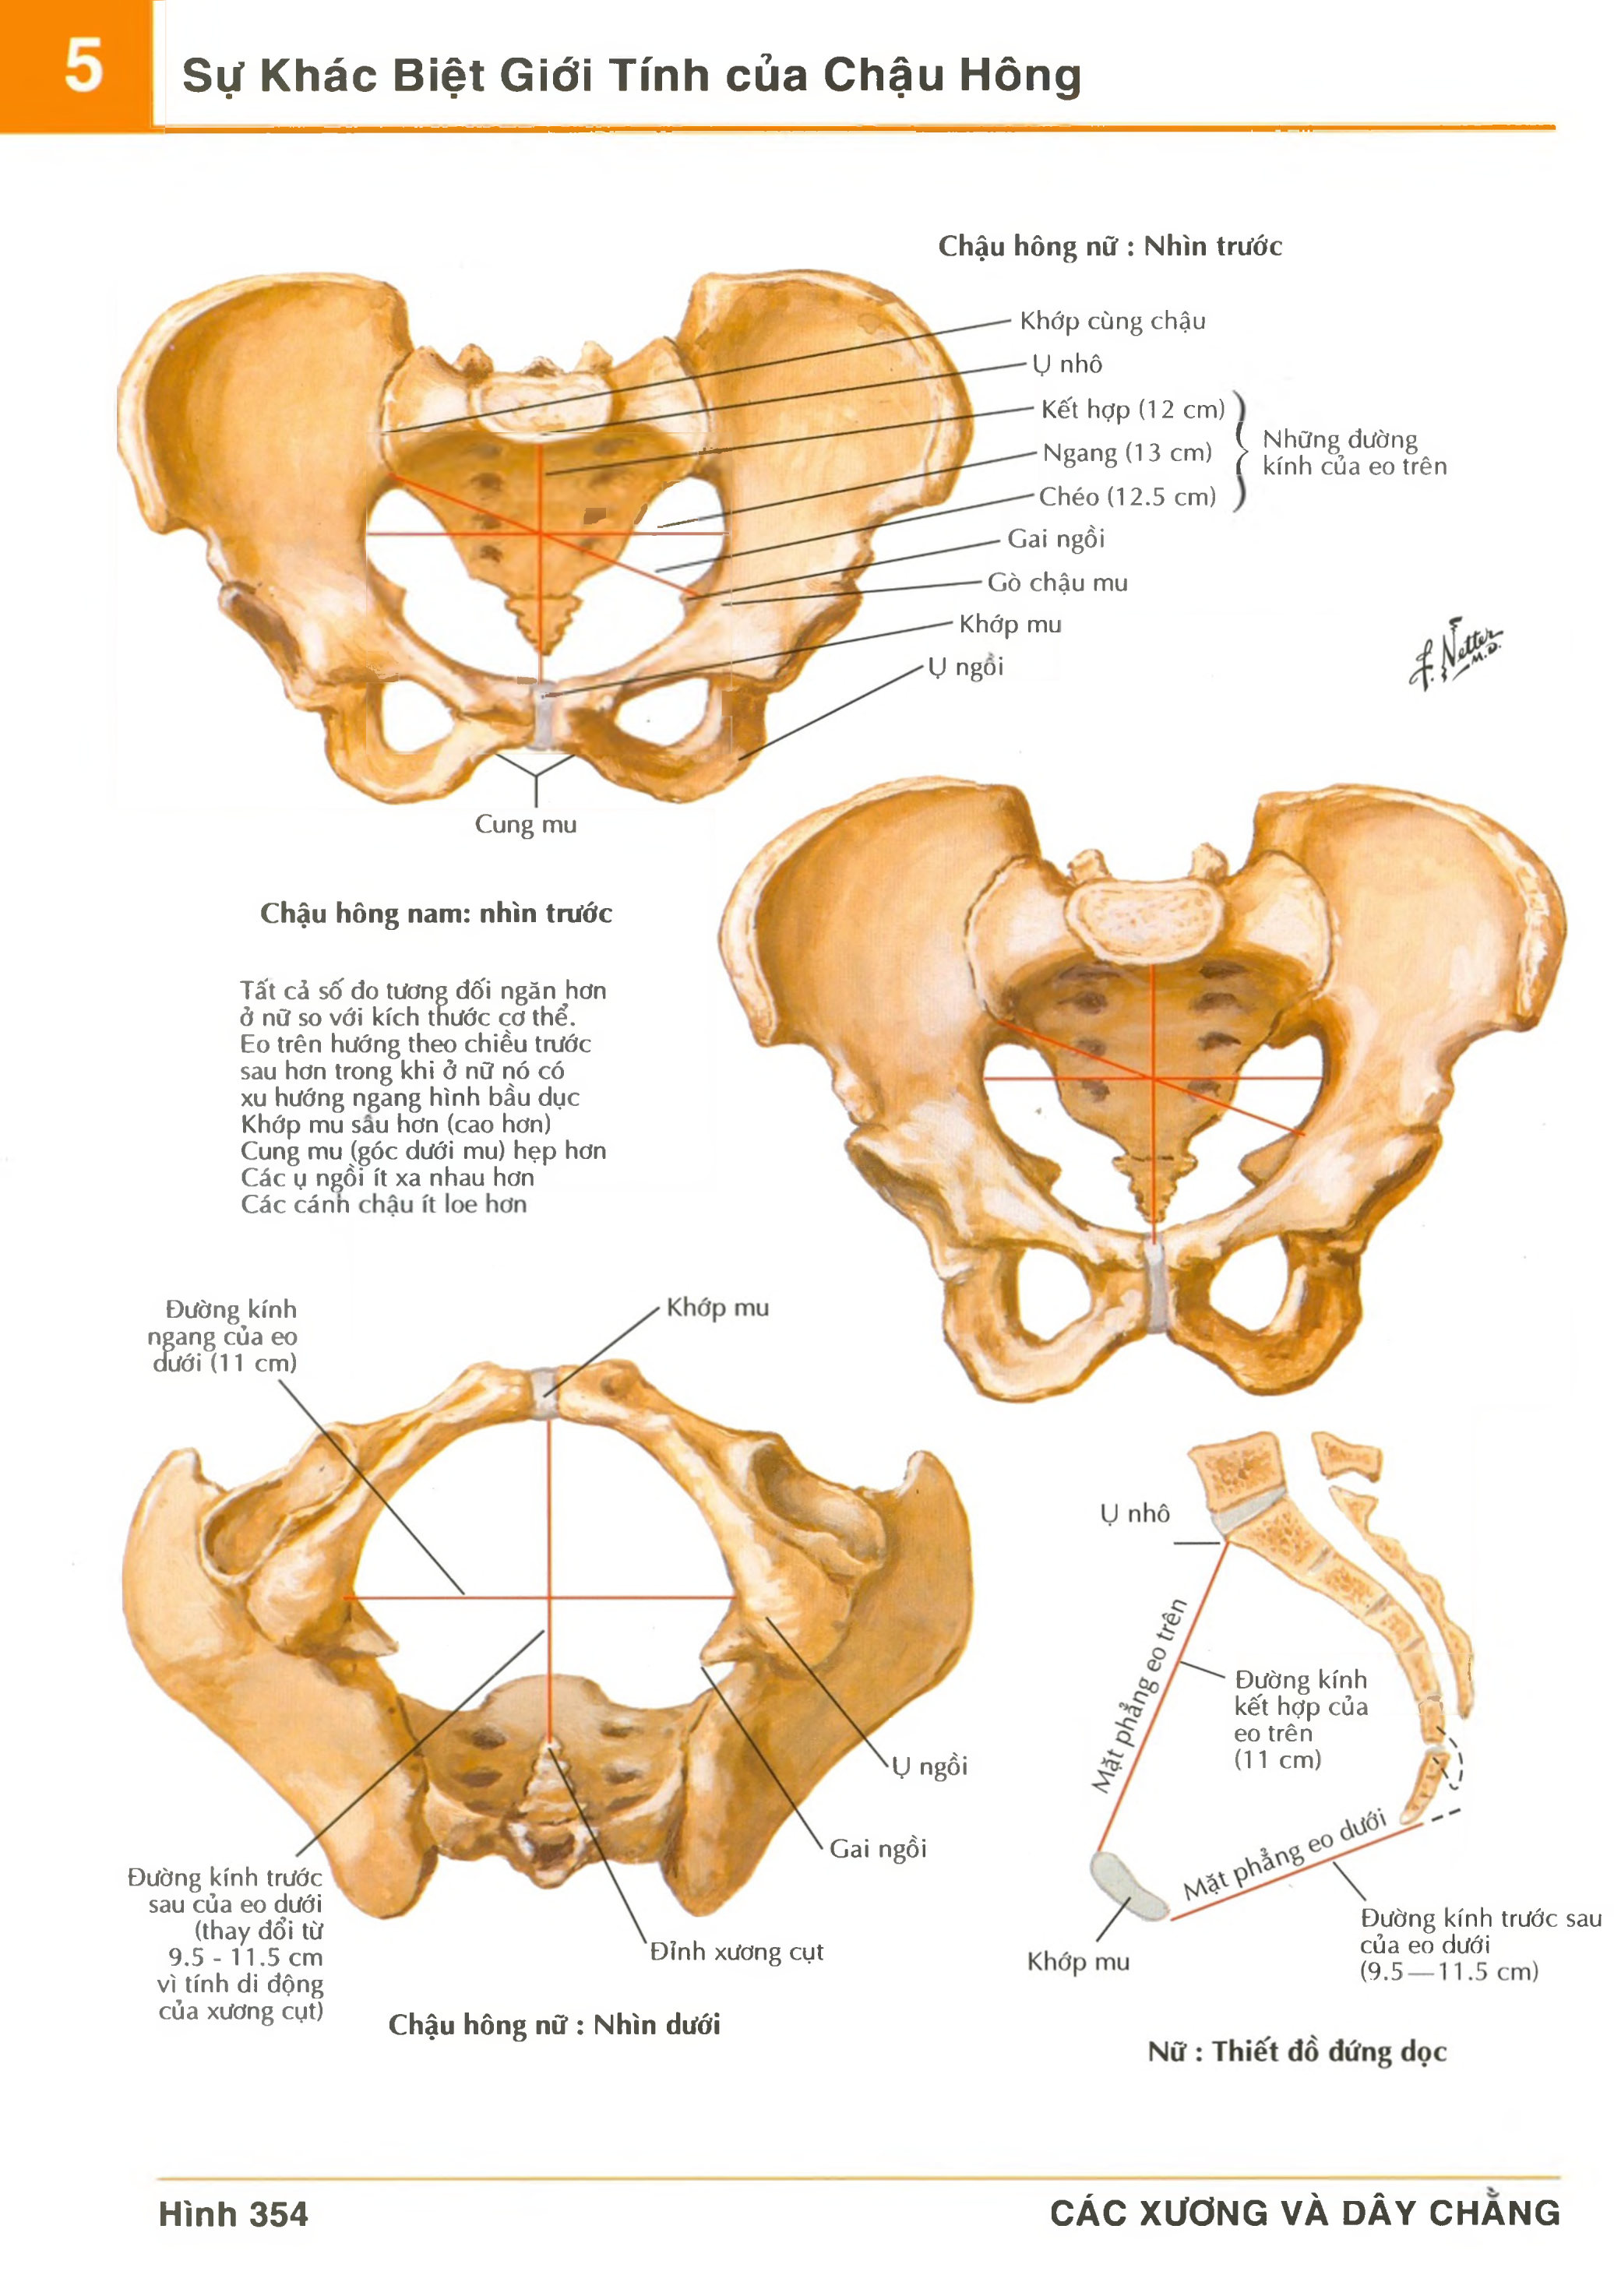 5
Sự Khác Biệt Giới Tính của Chậu Hông
Chậu hông nữ : Nhìn trước
Khớp cùng chậu
Ụ nhô
Kết hợp (12 cm)
Ngang (13 cm)
Chéo (12.5 cm)
Những đường
kính của eo trên
Gai ngồi
Gò chậu mu
Khớp mu
Ụ ngồi
F. Netter
M.D.
Cung mu
Chậu hông nam: nhìn trước
Tất cả số đo tương đối ngăn hơn
ở nữ so với kích thước cơ thể.
Eo trên hướng theo chiều trước
sau hơn trong khi ở nữ nó có
xu hướng ngang hình bầu dục
Khớp mu sâu hơn (cao hơn)
Cung mu (góc dưới mu) hẹp hơn
Các ụ ngồi ít xa nhau hơn
Các cánh chậu ít loe hơn
Đường kính
ngang của eo
dưới (11 cm)
Khớp mu
Ụ ngồi
Gai ngồi
Đỉnh xương cụt
Đường kính trước
sau của eo dưới
(thay đổi từ
9.5 - 11.5 cm
vì tính di động
của xương cụt)
Chậu hông nữ : Nhìn dưới
Ụ nhô
Mặt phẳng eo trên
Đường kính
kết hợp của
eo trên
(11 cm)
Mặt phẳng eo dưới
Khớp mu
Đường kính trước sau
của eo dưới
(9.5—11.5 cm)
Nữ : Thiết đồ đứng dọc
Hình 354
CÁC XƯƠNG VÀ DÂY CHẰNG